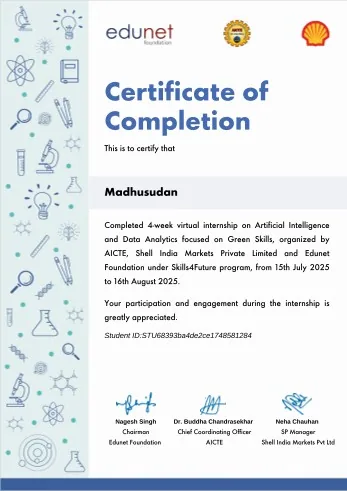 edunet
foundation
Certificate of
Completion
This is to certify that
Madhusudan
Completed 4-week virtual internship on Artificial Intelligence
and Data Analytics focused on Green Skills, organized by
AICTE, Shell India Markets Private Limited and Edunet
Foundation under Skills4Future program, from 15th July 2025
to 16th August 2025.
Your participation and engagement during the internship is
greatly appreciated.
Student ID:STU68393ba4de2ce1748581284
Nagesh Singh
Chairman
Edunet Foundation
Dr. Buddha Chandrasekhar
Chief Coordinating Officer
AICTE
Neha Chauhan
SP Manager
Shell India Markets Pvt Ltd